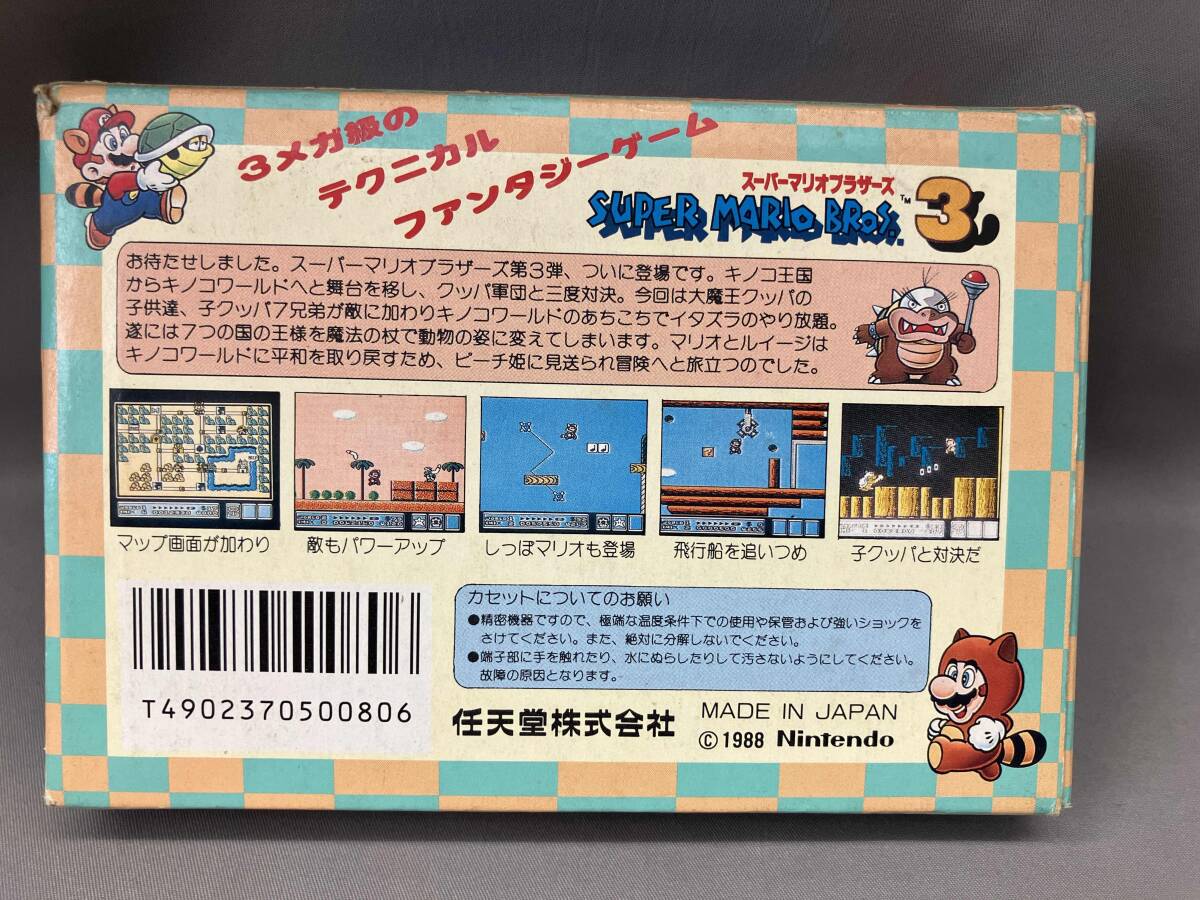 3メガ級の
テクニカル
ファンタジーゲーム
スーパーマリオブラザーズ
SUPER MARIO BROS.™ 3
お待たせしました。スーパーマリオブラザーズ第3弾、ついに登場です。キノコ王国
からキノコワールドへと舞台を移し、クッパ軍団と三度対決。今回は大魔王クッパの
子供達、子クッパ7兄弟が敵に加わりキノコワールドのあちこちでイタズラのやり放題。
遂には7つの国の王様を魔法の杖で動物の姿に変えてしまいます。マリオとルイージは
キノコワールドに平和を取り戻すため、ピーチ姫に見送られ冒険へと旅立つのでした。
マップ画面が加わり
敵もパワーアップ
しっぽマリオも登場
飛行船を追いつめ
子クッパと対決だ
カセットについてのお願い
●精密機器ですので、極端な温度条件下での使用や保管および強いショックを
さけてください。また、絶対に分解しないでください。
●端子部に手を触れたり、水にぬらしたりして汚さないようにしてください。
故障の原因となります。
T4902370500806
任天堂株式会社
MADE IN JAPAN
©1988 Nintendo